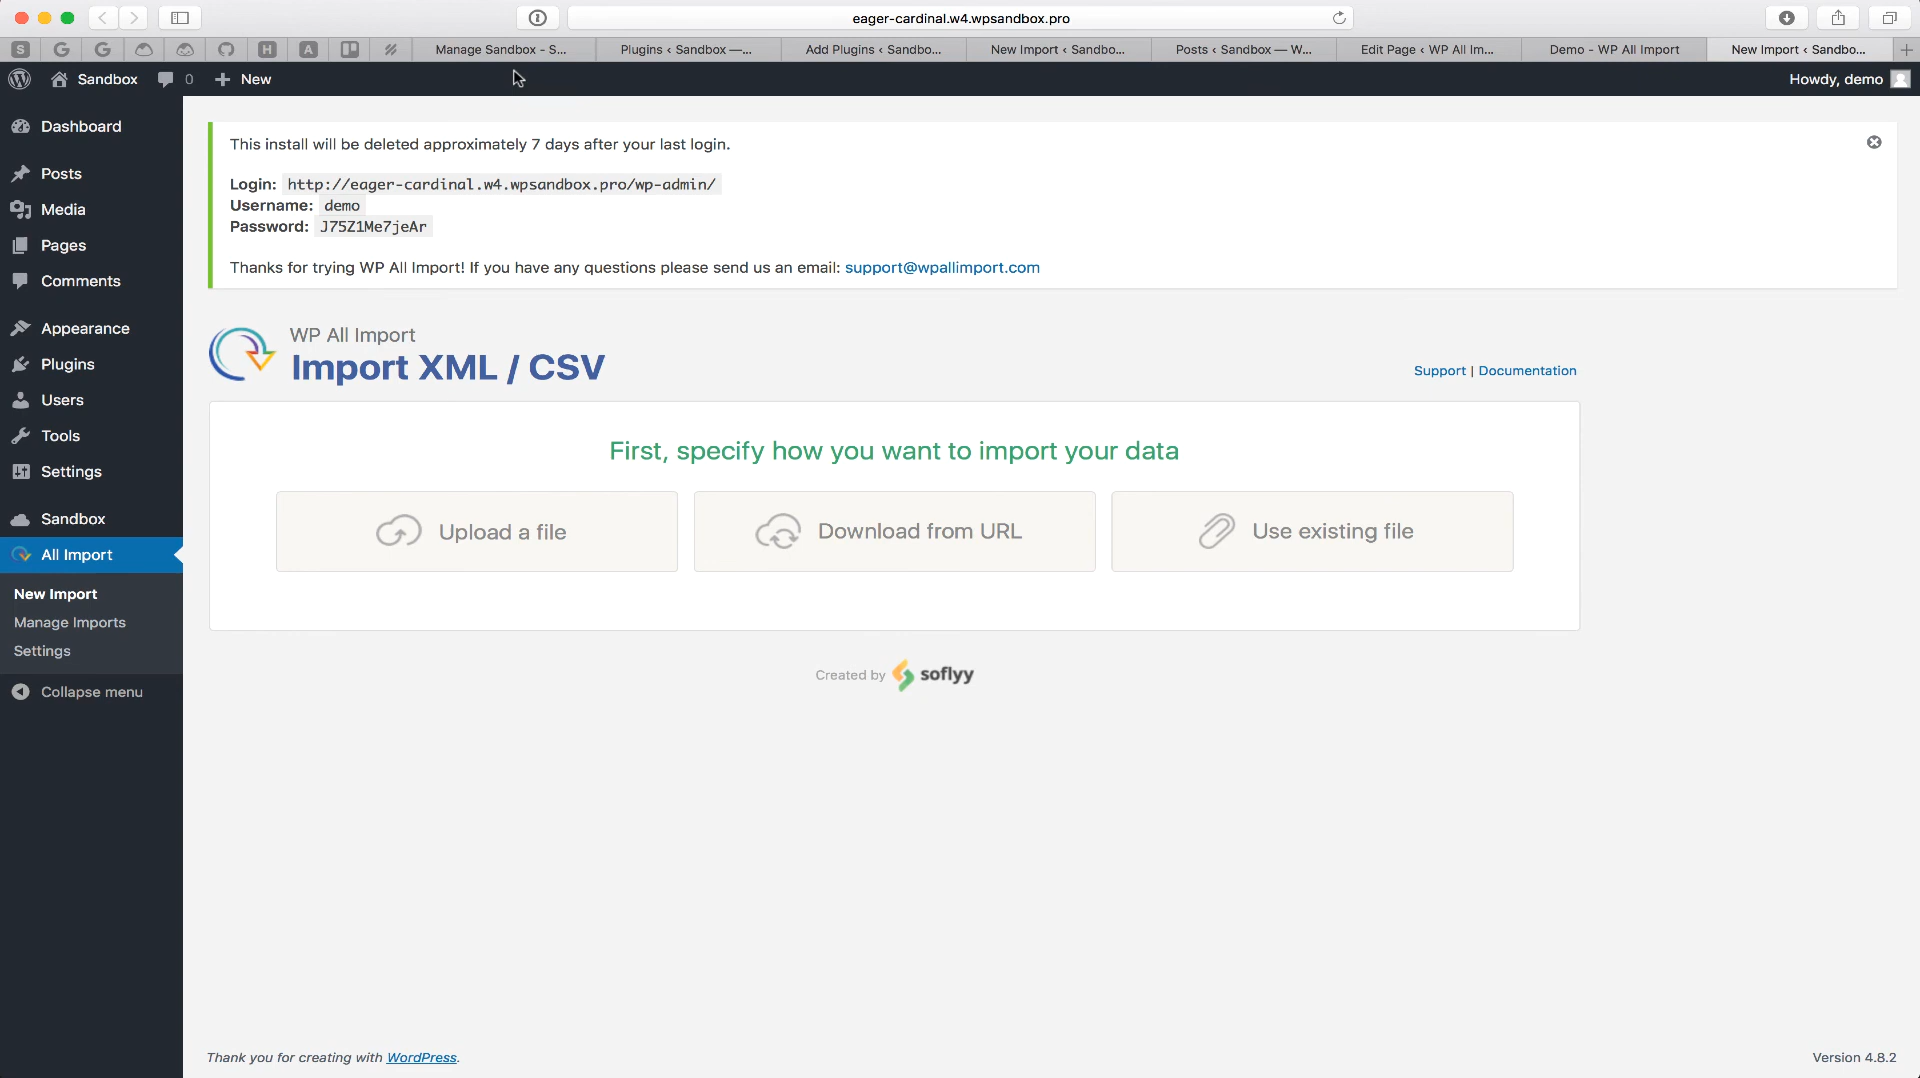 eager-cardinal.w4.wpsandbox.pro
S G G H A Manage Sandbox - S... Plugins ‹ Sandbox —... Add Plugins ‹ Sandbo... New Import ‹ Sandbo... Posts ‹ Sandbox — W... Edit Page ‹ WP All Im... Demo - WP All Import New Import ‹ Sandbo...
Sandbox 0 + New Howdy, demo
Dashboard
Posts
Media
Pages
Comments
Appearance
Plugins
Users
Tools
Settings
Sandbox
All Import
New Import
Manage Imports
Settings
Collapse menu
This install will be deleted approximately 7 days after your last login.
Login: http://eager-cardinal.w4.wpsandbox.pro/wp-admin/
Username: demo
Password: J75Z1Me7jeAr
Thanks for trying WP All Import! If you have any questions please send us an email: support@wpallimport.com
WP All Import
Import XML / CSV
Support | Documentation
First, specify how you want to import your data
Upload a file
Download from URL
Use existing file
Created by soflyy
Thank you for creating with WordPress.
Version 4.8.2